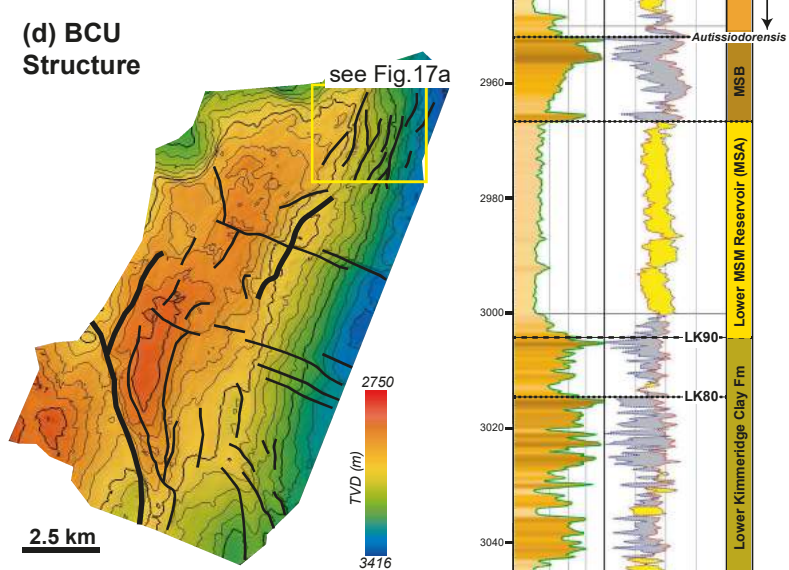 (d) BCU
Structure
see Fig.17a
2750
TVD (m)
3416
2.5 km
Autissiodorensis
2960
MSB
2980
Lower MSM Reservoir (MSA)
3000
LK90
LK80
3020
Lower Kimmeridge Clay Fm
3040